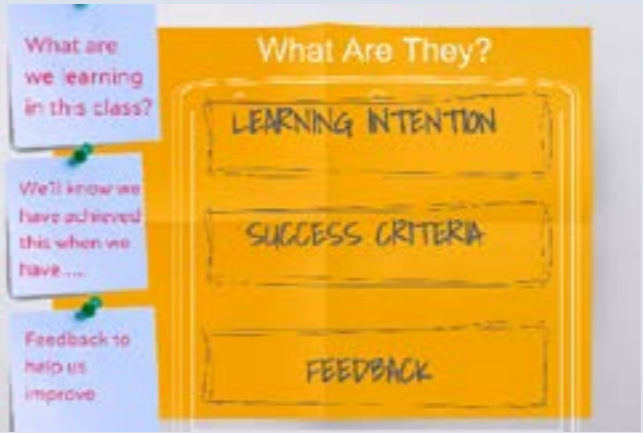 What are
we learning
in this class?
What Are They?
LEARNING INTENTION
We'll know we
have achieved
this when we
have....
SUCCESS CRITERIA
Feedback to
help us
improve
FEEDBACK